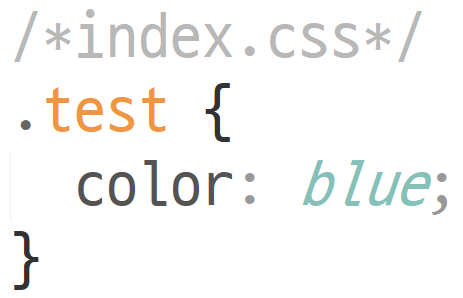 /*index.css*/
.test {
  color: blue;
}